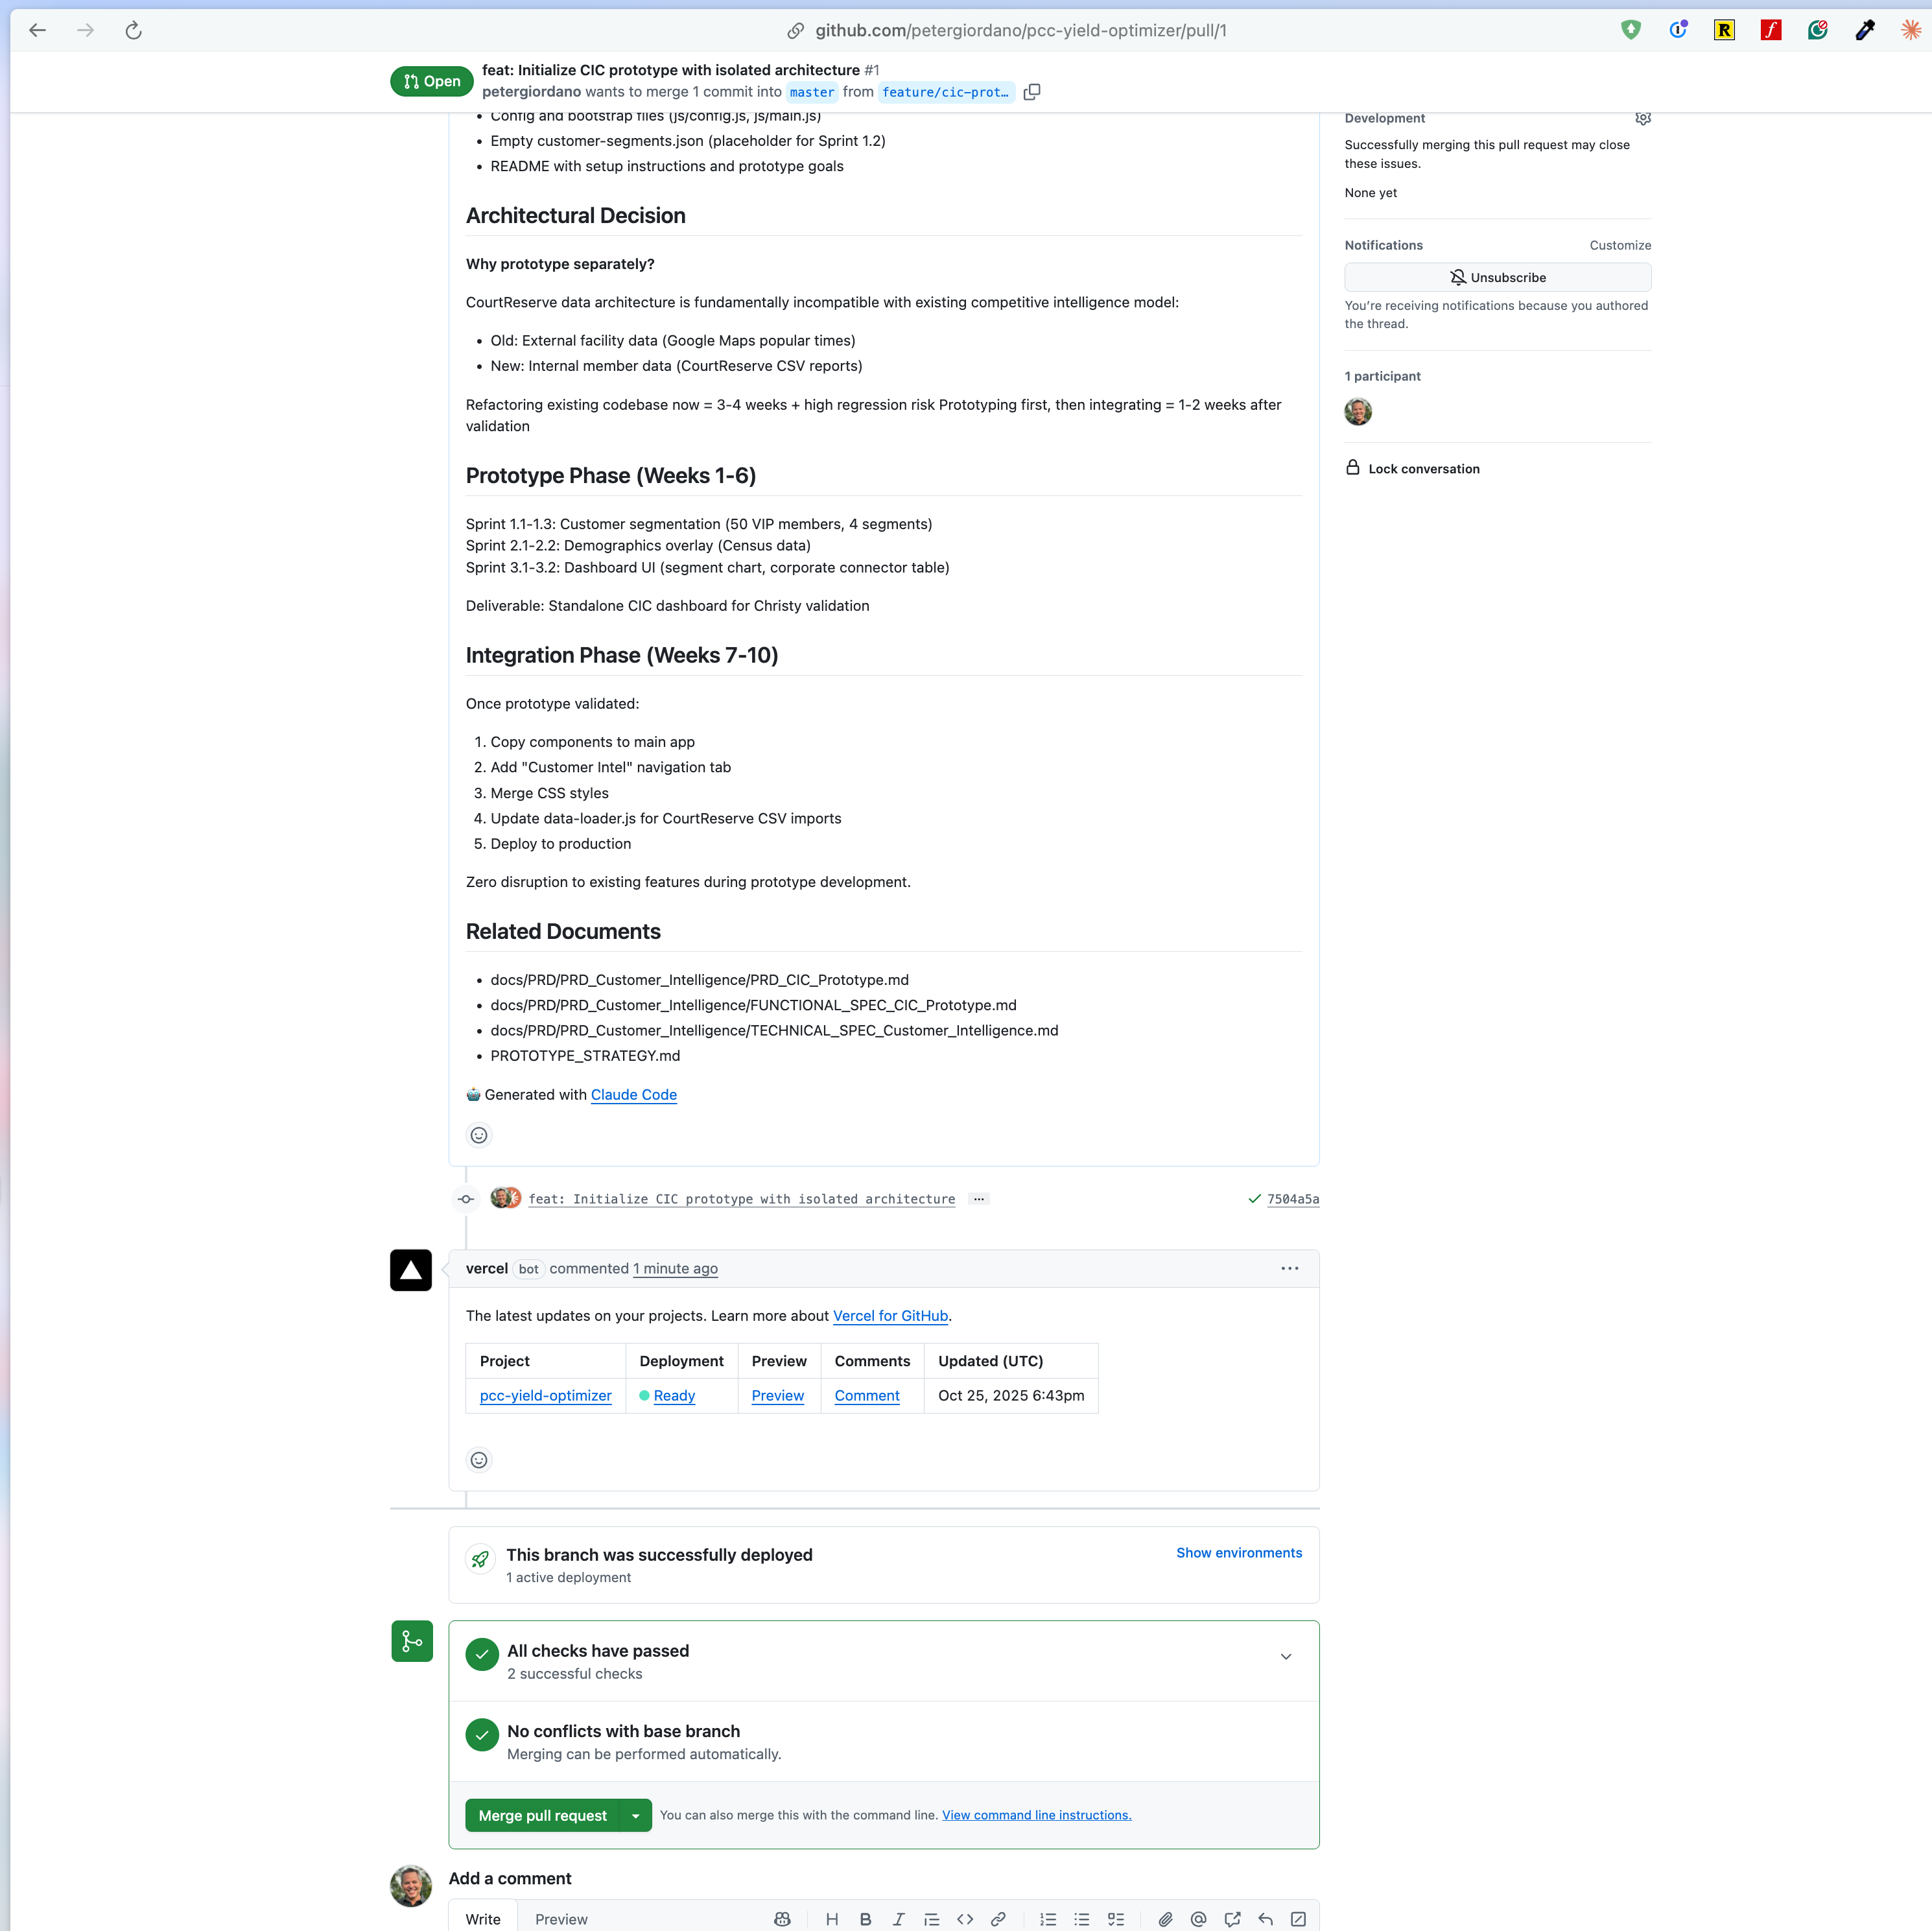 github.com/petergiordano/pcc-yield-optimizer/pull/1
Open
feat: Initialize CIC prototype with isolated architecture #1
petergiordano wants to merge 1 commit into master from feature/cic-prot…
• Config and bootstrap files (js/config.js, js/main.js)
• Empty customer-segments.json (placeholder for Sprint 1.2)
• README with setup instructions and prototype goals
Architectural Decision
Why prototype separately?
CourtReserve data architecture is fundamentally incompatible with existing competitive intelligence model:
• Old: External facility data (Google Maps popular times)
• New: Internal member data (CourtReserve CSV reports)
Refactoring existing codebase now = 3-4 weeks + high regression risk Prototyping first, then integrating = 1-2 weeks after
validation
Prototype Phase (Weeks 1-6)
Sprint 1.1-1.3: Customer segmentation (50 VIP members, 4 segments)
Sprint 2.1-2.2: Demographics overlay (Census data)
Sprint 3.1-3.2: Dashboard UI (segment chart, corporate connector table)
Deliverable: Standalone CIC dashboard for Christy validation
Integration Phase (Weeks 7-10)
Once prototype validated:
1. Copy components to main app
2. Add "Customer Intel" navigation tab
3. Merge CSS styles
4. Update data-loader.js for CourtReserve CSV imports
5. Deploy to production
Zero disruption to existing features during prototype development.
Related Documents
• docs/PRD/PRD_Customer_Intelligence/PRD_CIC_Prototype.md
• docs/PRD/PRD_Customer_Intelligence/FUNCTIONAL_SPEC_CIC_Prototype.md
• docs/PRD/PRD_Customer_Intelligence/TECHNICAL_SPEC_Customer_Intelligence.md
• PROTOTYPE_STRATEGY.md
🤖 Generated with Claude Code
feat: Initialize CIC prototype with isolated architecture ···
7504a5a
vercel bot commented 1 minute ago
The latest updates on your projects. Learn more about Vercel for GitHub.
Project Deployment Preview Comments Updated (UTC)
pcc-yield-optimizer Ready Preview Comment Oct 25, 2025 6:43pm
This branch was successfully deployed
Show environments
1 active deployment
All checks have passed
2 successful checks
No conflicts with base branch
Merging can be performed automatically.
Merge pull request
You can also merge this with the command line. View command line instructions.
Add a comment
Write Preview
Development
Successfully merging this pull request may close
these issues.
None yet
Notifications Customize
Unsubscribe
You're receiving notifications because you authored
the thread.
1 participant
Lock conversation